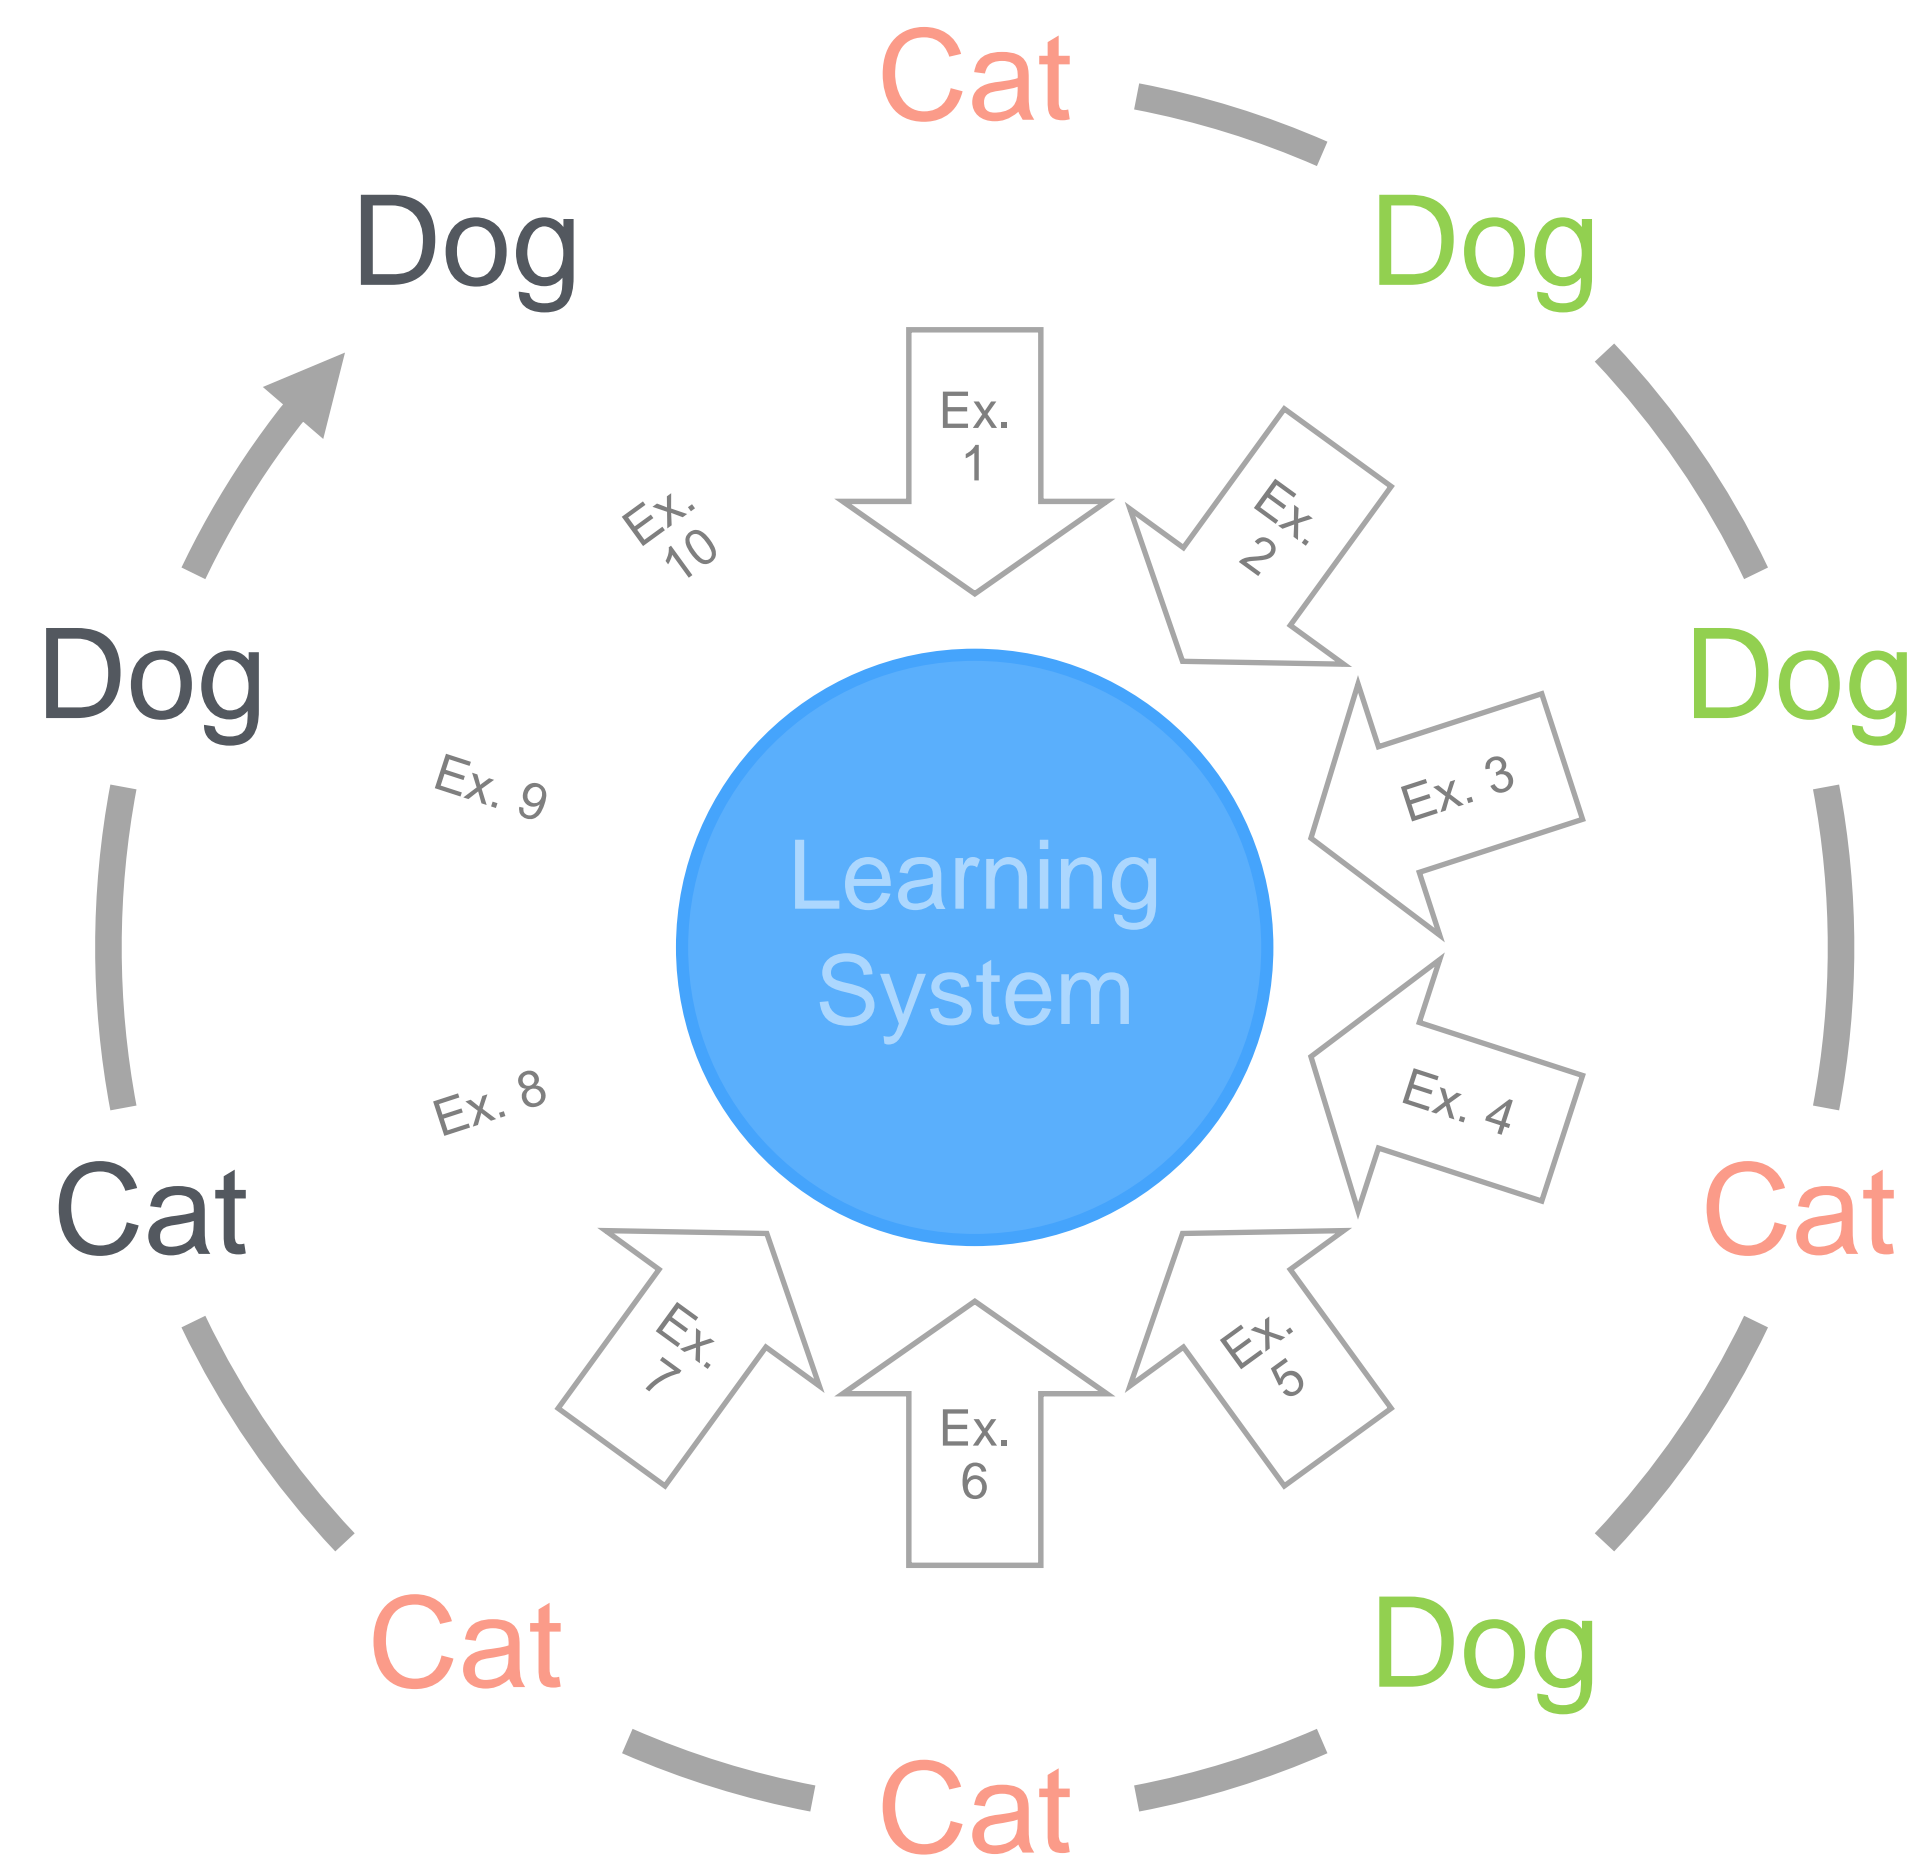 Cat
Dog
Dog
Cat
Dog
Cat
Cat
Cat
Dog
Dog
Ex.
1
Ex.
2
Ex. 3
Ex. 4
Ex.
5
Ex.
6
Ex.
7
Ex. 8
Ex. 9
Ex.
10
Learning
System